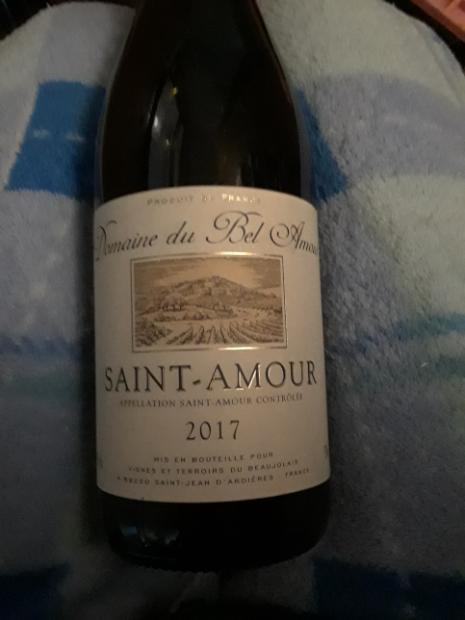 PRODUIT DE FRANCE
Domaine du Bel Amour
SAINT-AMOUR
APPELLATION SAINT-AMOUR CONTRÔLÉE
2017
MIS EN BOUTEILLE POUR
VIGNES ET TERROIRS DU BEAUJOLAIS
À 69220 SAINT-JEAN D'ARDIÈRES - FRANCE